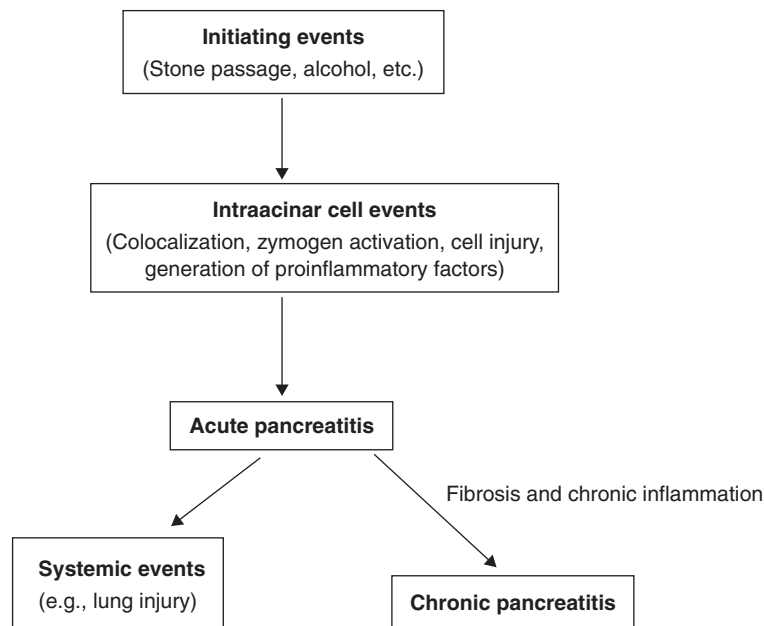 Initiating events
(Stone passage, alcohol, etc.)
Intraacinar cell events
(Colocalization, zymogen activation, cell injury,
generation of proinflammatory factors)
Acute pancreatitis
Fibrosis and chronic inflammation
Systemic events
(e.g., lung injury)
Chronic pancreatitis